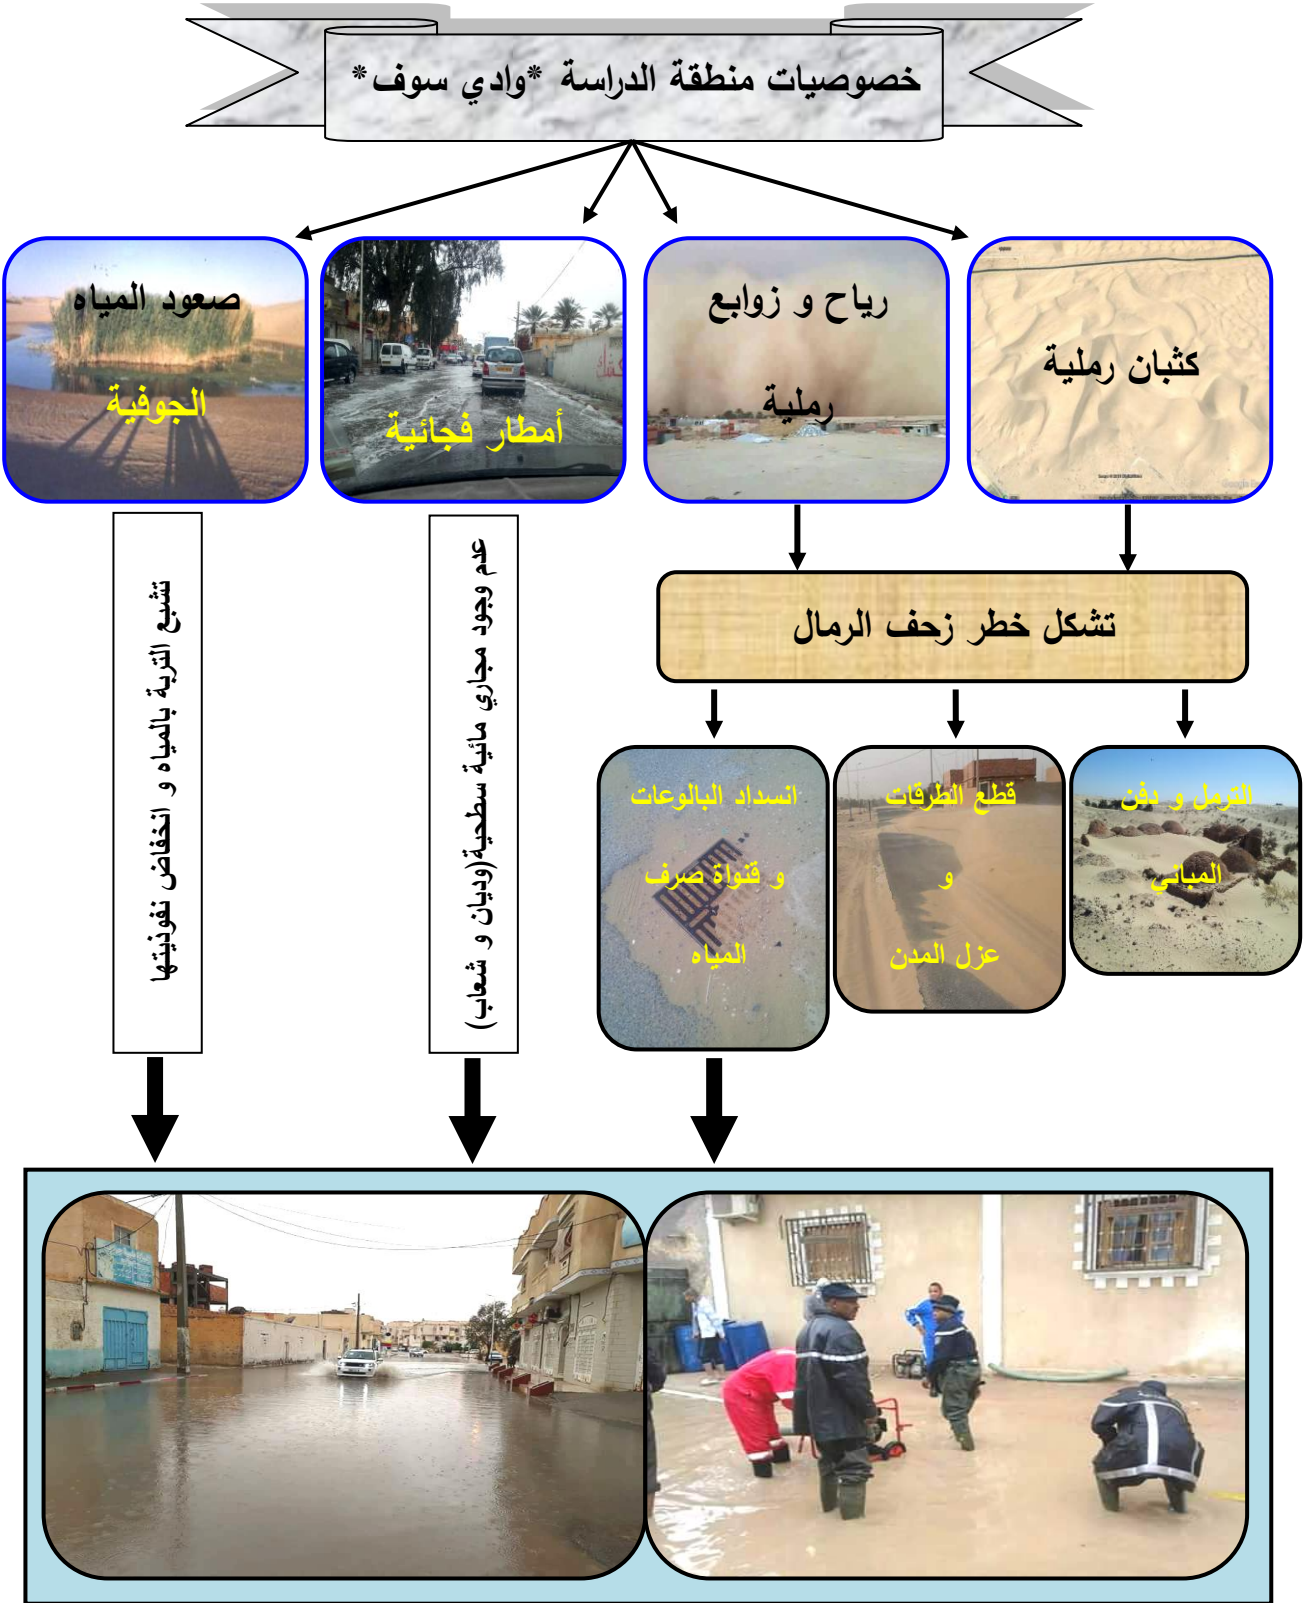 خصوصيات منطقة الدراسة *وادي سوف*
كثبان رملية
رياح و زوابع
رملية
أمطار فجائية
صعود المياه
الجوفية
تشكل خطر زحف الرمال
عدم وجود مجاري مائية سطحية(وديان و شعاب)
تشبع التربة بالمياه و انخفاض نفوذيتها
الترمل و دفن
المباني
قطع الطرقات
و
عزل المدن
انسداد البالوعات
و قنواة صرف
المياه